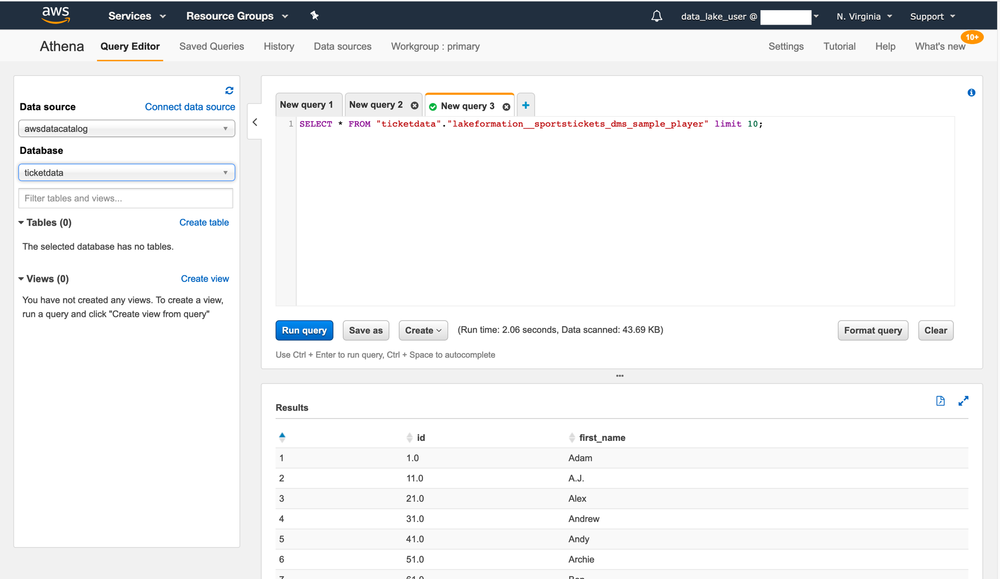 aws
Services
Resource Groups
data_lake_user @
N. Virginia
Support
Athena
Query Editor
Saved Queries
History
Data sources
Workgroup : primary
Settings
Tutorial
Help
What's new
10+
Data source
Connect data source
awsdatacatalog
Database
ticketdata
Filter tables and views...
Tables (0)
Create table
The selected database has no tables.
Views (0)
Create view
You have not created any views. To create a view,
run a query and click "Create view from query"
New query 1
New query 2
New query 3
1 SELECT * FROM "ticketdata"."lakeformation__sportstickets_dms_sample_player" limit 10;
Run query
Save as
Create
(Run time: 2.06 seconds, Data scanned: 43.69 KB)
Format query
Clear
Use Ctrl + Enter to run query, Ctrl + Space to autocomplete
Results
id first_name
1 1.0 Adam
2 11.0 A.J.
3 21.0 Alex
4 31.0 Andrew
5 41.0 Andy
6 51.0 Archie